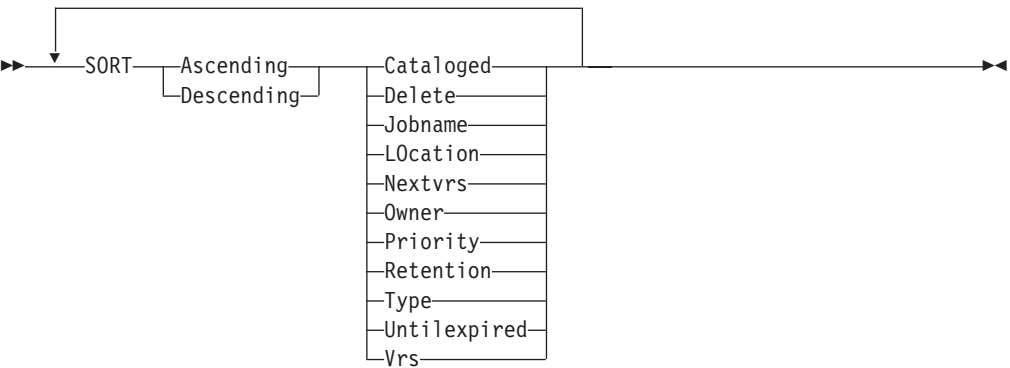 SORT Ascending Cataloged
Descending Delete
Jobname
LOcation
Nextvrs
Owner
Priority
Retention
Type
Untilexpired
Vrs